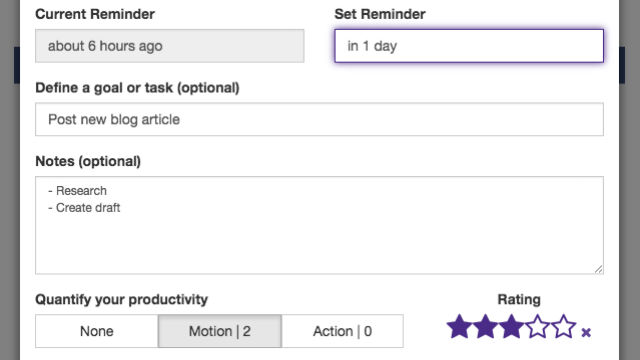 Current Reminder
Set Reminder
about 6 hours ago
in 1 day
Define a goal or task (optional)
Post new blog article
Notes (optional)
- Research
- Create draft
Quantify your productivity
Rating
None
Motion | 2
Action | 0
x